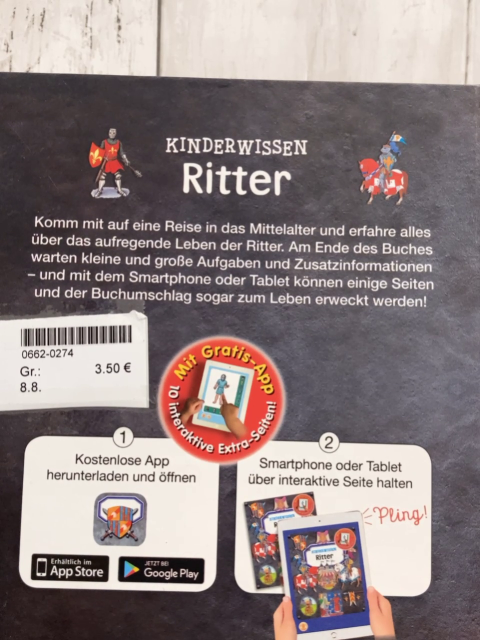 KINDERWISSEN
Ritter
Komm mit auf eine Reise in das Mittelalter und erfahre alles
über das aufregende Leben der Ritter. Am Ende des Buches
warten kleine und große Aufgaben und Zusatzinformationen
– und mit dem Smartphone oder Tablet können einige Seiten
und der Buchumschlag sogar zum Leben erweckt werden!
0662-0274
Gr.: 3.50 €
8.8.
Mit Gratis-App
10 interaktive Extra-Seiten!
1
Kostenlose App
herunterladen und öffnen
Erhältlich im
App Store
JETZT BEI
Google Play
2
Smartphone oder Tablet
über interaktive Seite halten
Pling!
KINDERWISSEN
Ritter
KINDERWISSEN
Ritter